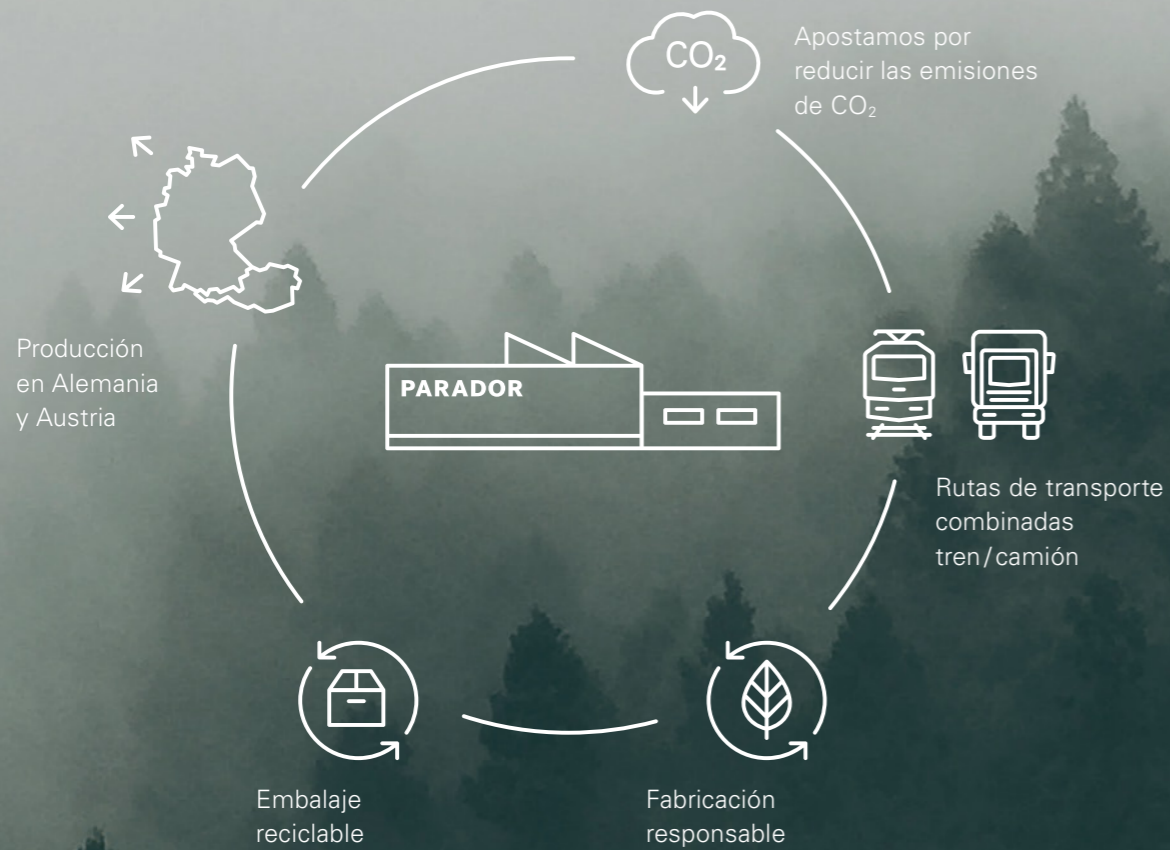 CO₂
Apostamos por
reducir las emisiones
de CO₂
Producción
en Alemania
y Austria
PARADOR
Rutas de transporte
combinadas
tren/camión
Embalaje
reciclable
Fabricación
responsable